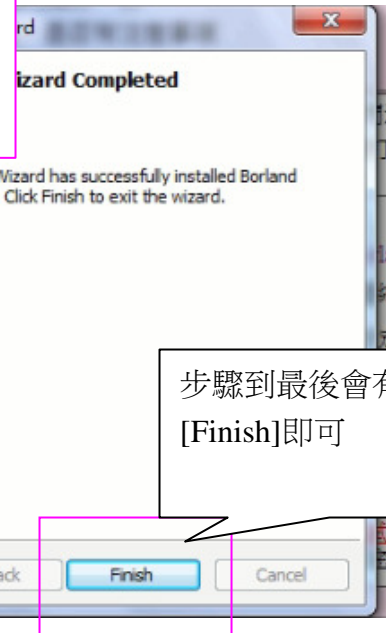 rd
izard Completed
Wizard has successfully installed Borland
Click Finish to exit the wizard.
步驟到最後會有
[Finish]即可
ack
Finish
Cancel